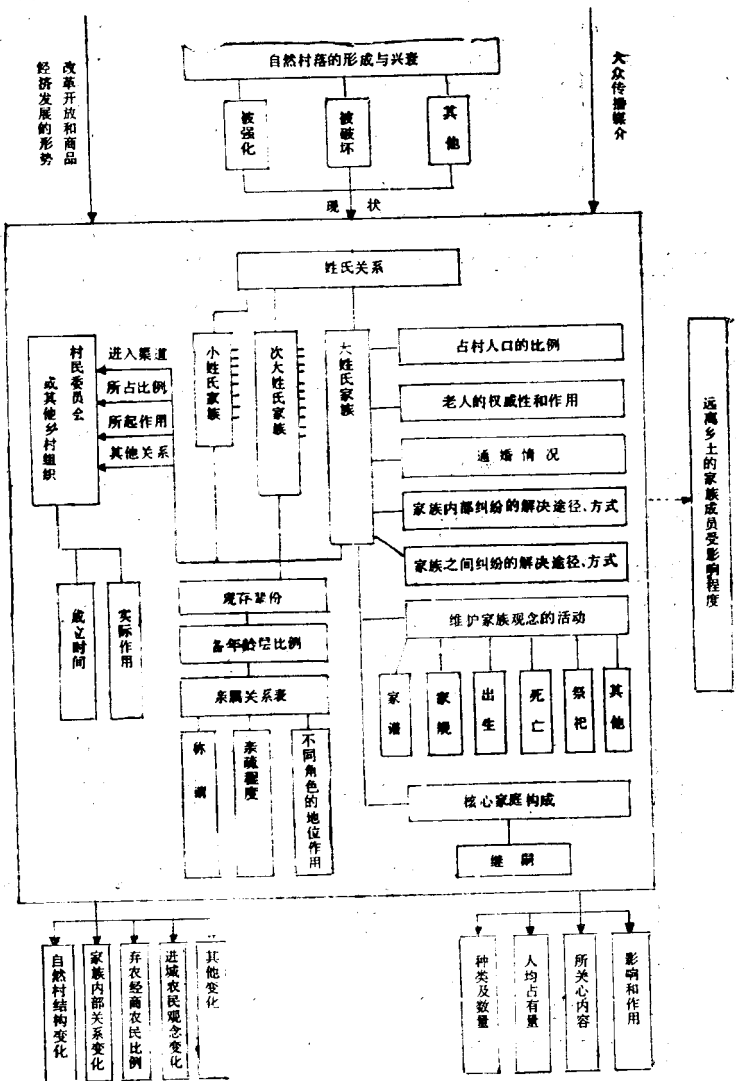 改革开放和商品
经济发展的形势
自然村落的形成与兴衰
被强化
被破坏
其他
大众传播媒介
现状
姓氏关系
小姓氏家族
次大姓氏家族
大姓氏家族
占村人口的比例
老人的权威性和作用
通婚情况
家族内部纠纷的解决途径、方式
家族之间纠纷的解决途径、方式
村民委员会
或其他乡村组织
进入渠道
所占比例
所起作用
其他关系
成立时间
实际作用
现存辈份
各年龄层比例
亲属关系表
称谓
亲疏程度
不同角色的地位作用
维护家族观念的活动
家谱
家规
出生
死亡
祭祀
其他
核心家庭构成
继嗣
远离乡土的家族成员受影响程度
自然村结构变化
家族内部关系变化
弃农经商农民比例
进城农民观念变化
其他变化
种类及数量
人均占有量
所关心内容
影响和作用